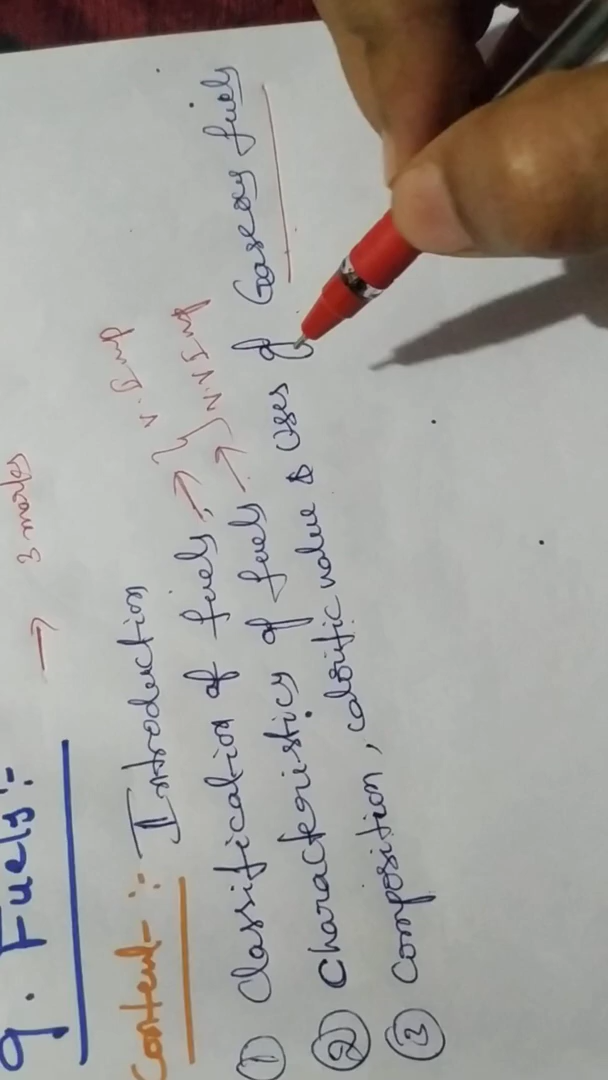 9. Fuels :- → 3 marks
Content :- Introduction
① Classification of fuels → } V. Imp
② Characteristics of fuels → } V.V Imp
③ Composition, calorific value & Uses of Gaseous fuels